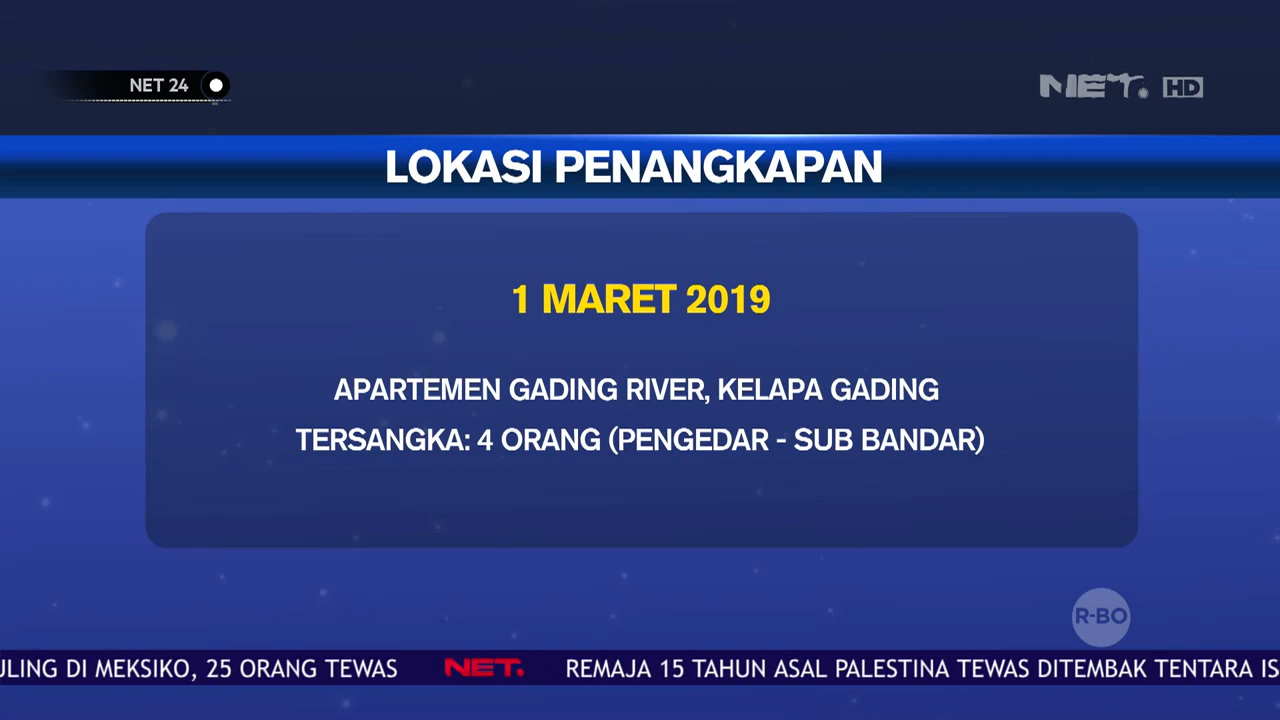 NET 24
NET. HD
LOKASI PENANGKAPAN
1 MARET 2019
APARTEMEN GADING RIVER, KELAPA GADING
TERSANGKA: 4 ORANG (PENGEDAR - SUB BANDAR)
R-BO
ULING DI MEKSIKO, 25 ORANG TEWAS NET. REMAJA 15 TAHUN ASAL PALESTINA TEWAS DITEMBAK TENTARA IS